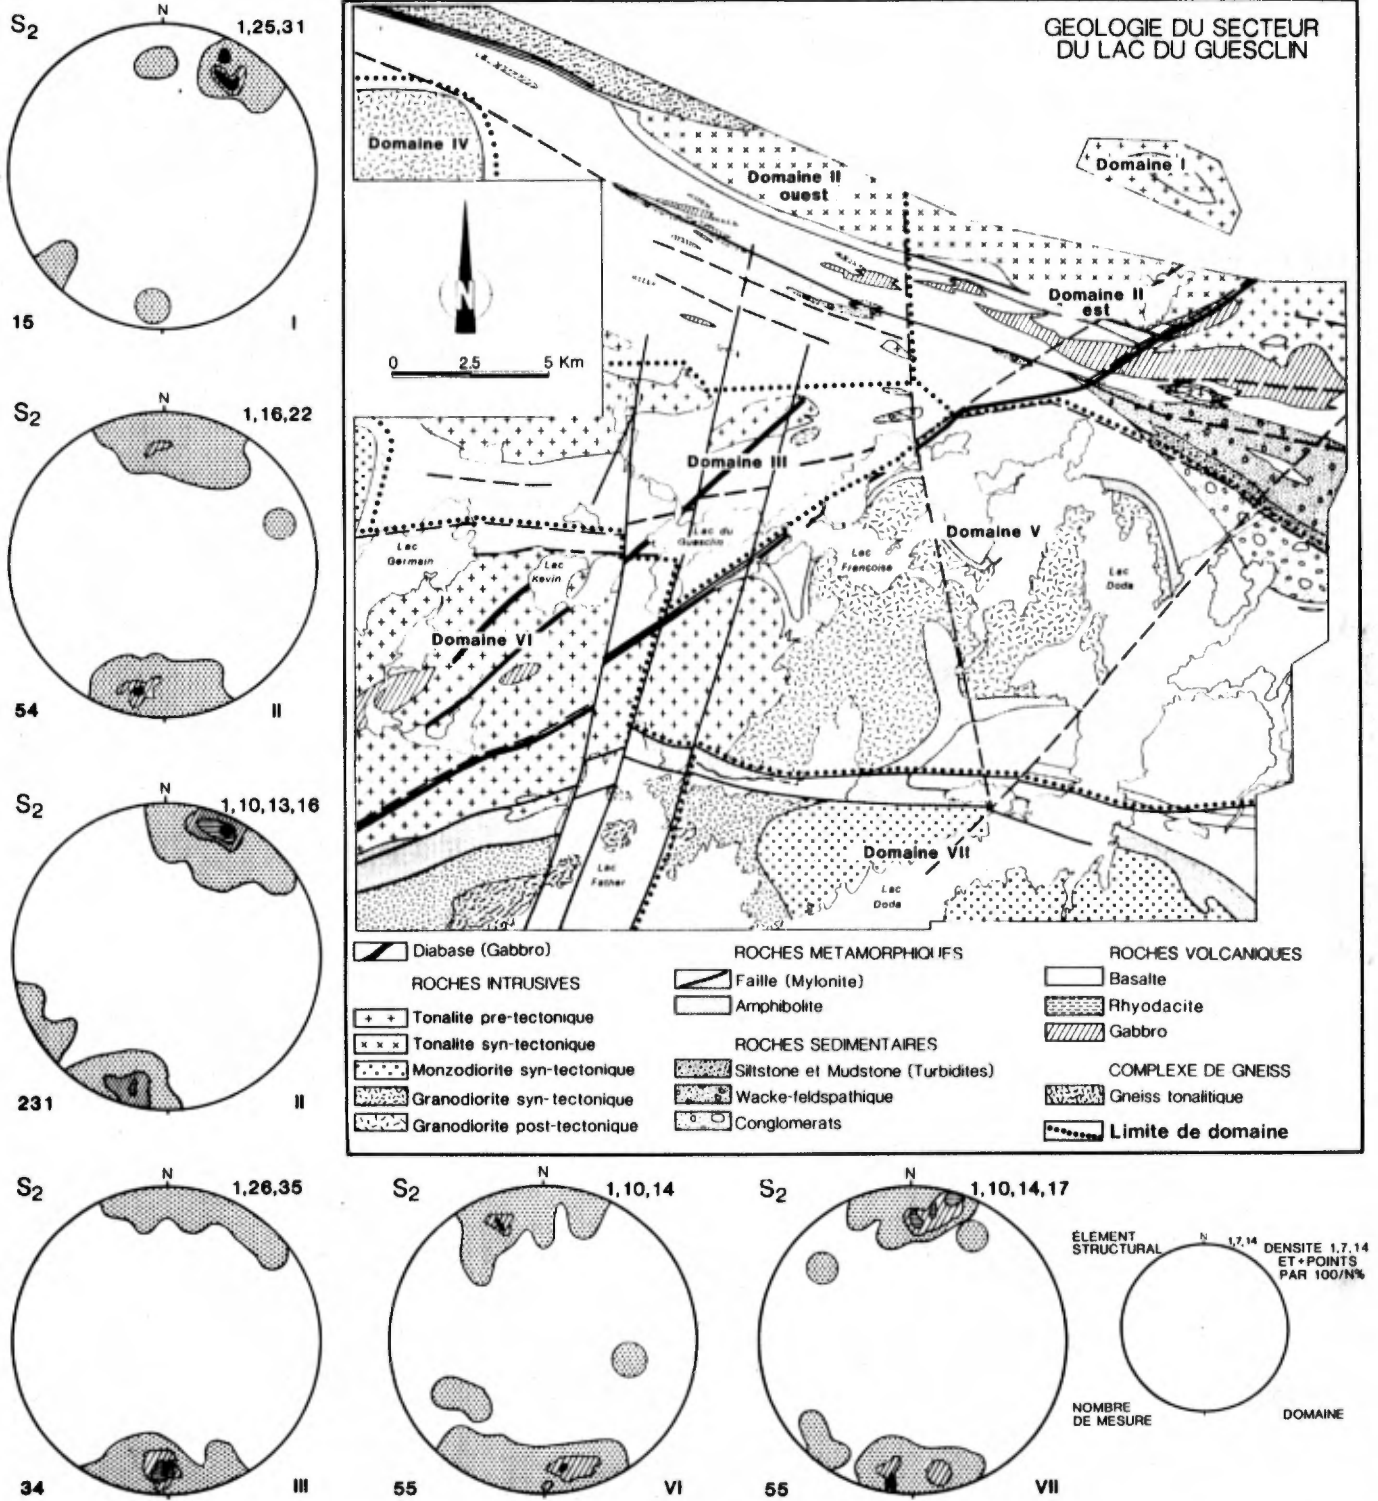 S2
N
1,25,31
15
I
S2
N
1,16,22
54
II
S2
N
1,10,13,16
231
II
GEOLOGIE DU SECTEUR
DU LAC DU GUESCLIN
Domaine IV
Domaine II
ouest
Domaine I
Domaine II
est
0 2.5 5 Km
Domaine III
Domaine V
Lac
Germain
Lac
Kevin
Lac du
Guesclin
Lac
Françoise
Lac
Doda
Domaine VI
Domaine VII
Lac
Father
Lac
Doda
Diabase (Gabbro)
ROCHES INTRUSIVES
Tonalite pre-tectonique
Tonalite syn-tectonique
Monzodiorite syn-tectonique
Granodiorite syn-tectonique
Granodiorite post-tectonique
ROCHES METAMORPHIQUES
Faille (Mylonite)
Amphibolite
ROCHES SEDIMENTAIRES
Siltstone et Mudstone (Turbidites)
Wacke-feldspathique
Conglomerats
ROCHES VOLCANIQUES
Basalte
Rhyodacite
Gabbro
COMPLEXE DE GNEISS
Gneiss tonalitique
Limite de domaine
S2
N
1,26,35
34
III
S2
N
1,10,14
55
VI
S2
N
1,10,14,17
55
VII
ÉLÉMENT
STRUCTURAL
N
1,7,14
DENSITE 1,7,14
ET+POINTS
PAR 100/N%
NOMBRE
DE MESURE
DOMAINE